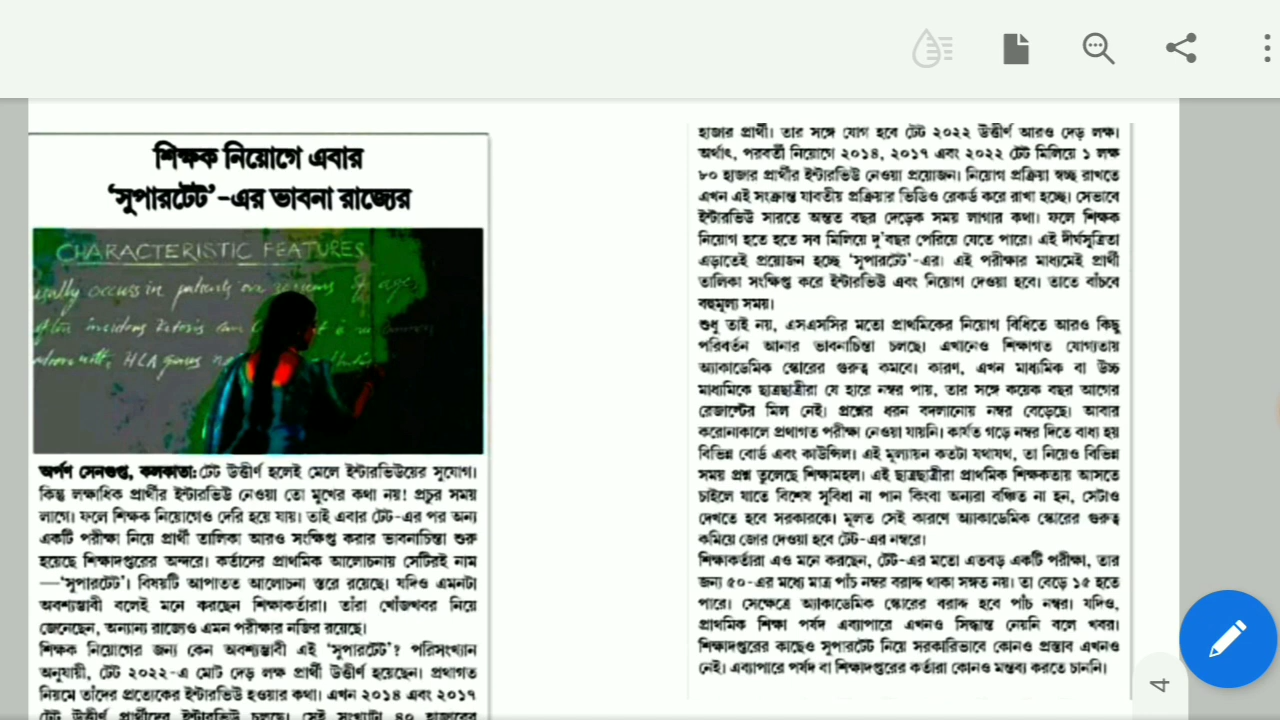 শিক্ষক নিয়োগে এবার
‘সুপারটেট’-এর ভাবনা রাজ্যের
CHARACTERISTIC FEATURES
usually occurs in patients over
after
HLA genes
অর্পণ সেনগুপ্ত, কলকাতা: টেট উত্তীর্ণ হলেই মেলে ইন্টারভিউয়ের সুযোগ।
কিন্তু লক্ষাধিক প্রার্থীর ইন্টারভিউ নেওয়া তো মুখের কথা নয়! প্রচুর সময়
লাগে। ফলে শিক্ষক নিয়োগেও দেরি হয়ে যায়। তাই এবার টেট-এর পর অন্য
একটি পরীক্ষা নিয়ে প্রার্থী তালিকা আরও সংক্ষিপ্ত করার ভাবনাচিন্তা শুরু
হয়েছে শিক্ষাদপ্তরের অন্দরে। কর্তাদের প্রাথমিক আলোচনায় সেটিরই নাম
—‘সুপারটেট’। বিষয়টি আপাতত আলোচনা স্তরে রয়েছে। যদিও এমনটা
অবশ্যম্ভাবী বলেই মনে করছেন শিক্ষাকর্তারা। তাঁরা খোঁজখবর নিয়ে
জেনেছেন, অন্যান্য রাজ্যেও এমন পরীক্ষার নজির রয়েছে।
শিক্ষক নিয়োগের জন্য কেন অবশ্যম্ভাবী এই ‘সুপারটেট’? পরিসংখ্যান
অনুযায়ী, টেট ২০২২-এ মোট দেড় লক্ষ প্রার্থী উত্তীর্ণ হয়েছেন। প্রথাগত
নিয়মে তাঁদের প্রত্যেকের ইন্টারভিউ হওয়ার কথা। এখন ২০১৪ এবং ২০১৭
টেট উত্তীর্ণ প্রার্থীদের ইন্টারভিউ চলছে। সেই সংখ্যাটা ৪০ হাজারের
হাজার প্রার্থী। তার সঙ্গে যোগ হবে টেট ২০২২ উত্তীর্ণ আরও দেড় লক্ষ।
অর্থাৎ, পরবর্তী নিয়োগে ২০১৪, ২০১৭ এবং ২০২২ টেট মিলিয়ে ১ লক্ষ
৮০ হাজার প্রার্থীর ইন্টারভিউ নেওয়া প্রয়োজন। নিয়োগ প্রক্রিয়া স্বচ্ছ রাখতে
এখন এই সংক্রান্ত যাবতীয় প্রক্রিয়ার ভিডিও রেকর্ড করে রাখা হচ্ছে। সেভাবে
ইন্টারভিউ সারতে অন্তত বছর দেড়েক সময় লাগার কথা। ফলে শিক্ষক
নিয়োগ হতে হতে সব মিলিয়ে দু’বছর পেরিয়ে যেতে পারে। এই দীর্ঘসূত্রিতা
এড়াতেই প্রয়োজন হচ্ছে ‘সুপারটেট’-এর। এই পরীক্ষার মাধ্যমেই প্রার্থী
তালিকা সংক্ষিপ্ত করে ইন্টারভিউ এবং নিয়োগ দেওয়া হবে। তাতে বাঁচবে
বহুমূল্য সময়।
শুধু তাই নয়, এসএসসির মতো প্রাথমিকের নিয়োগ বিধিতে আরও কিছু
পরিবর্তন আনার ভাবনাচিন্তা চলছে। এখানেও শিক্ষাগত যোগ্যতায়
অ্যাকাডেমিক স্কোরের গুরুত্ব কমবে। কারণ, এখন মাধ্যমিক বা উচ্চ
মাধ্যমিকে ছাত্রছাত্রীরা যে হারে নম্বর পায়, তার সঙ্গে কয়েক বছর আগের
রেজাল্টের মিল নেই। প্রশ্নের ধরন বদলানোয় নম্বর বেড়েছে। আবার
করোনাকালে প্রথাগত পরীক্ষা নেওয়া যায়নি। কার্যত গড়ে নম্বর দিতে বাধ্য হয়
বিভিন্ন বোর্ড এবং কাউন্সিল। এই মূল্যায়ন কতটা যথাযথ, তা নিয়েও বিভিন্ন
সময় প্রশ্ন তুলেছে শিক্ষামহল। এই ছাত্রছাত্রীরা প্রাথমিক শিক্ষকতায় আসতে
চাইলে যাতে বিশেষ সুবিধা না পান কিংবা অন্যরা বঞ্চিত না হন, সেটাও
দেখতে হবে সরকারকে। মূলত সেই কারণে অ্যাকাডেমিক স্কোরের গুরুত্ব
কমিয়ে জোর দেওয়া হবে টেট-এর নম্বরে।
শিক্ষাকর্তারা এও মনে করছেন, টেট-এর মতো এতবড় একটি পরীক্ষা, তার
জন্য ৫০-এর মধ্যে মাত্র পাঁচ নম্বর বরাদ্দ থাকা সঙ্গত নয়। তা বেড়ে ১৫ হতে
পারে। সেক্ষেত্রে অ্যাকাডেমিক স্কোরের বরাদ্দ হবে পাঁচ নম্বর। যদিও,
প্রাথমিক শিক্ষা পর্ষদ এব্যাপারে এখনও সিদ্ধান্ত নেয়নি বলে খবর।
শিক্ষাদপ্তরের কাছেও সুপারটেট নিয়ে সরকারিভাবে কোনও প্রস্তাব এখনও
নেই। এব্যাপারে পর্ষদ বা শিক্ষাদপ্তরের কর্তারা কোনও মন্তব্য করতে চাননি।
4